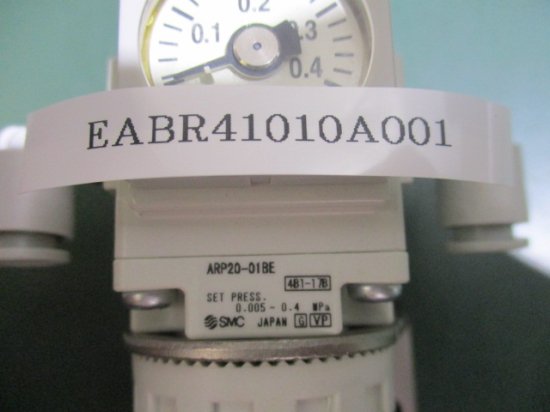 0.2
0.1 0.3
0.4
EABR41010A001
ARP20-01BE
4B1-17B
SET PRESS.
0.005 - 0.4 MPa
SMC JAPAN G VP